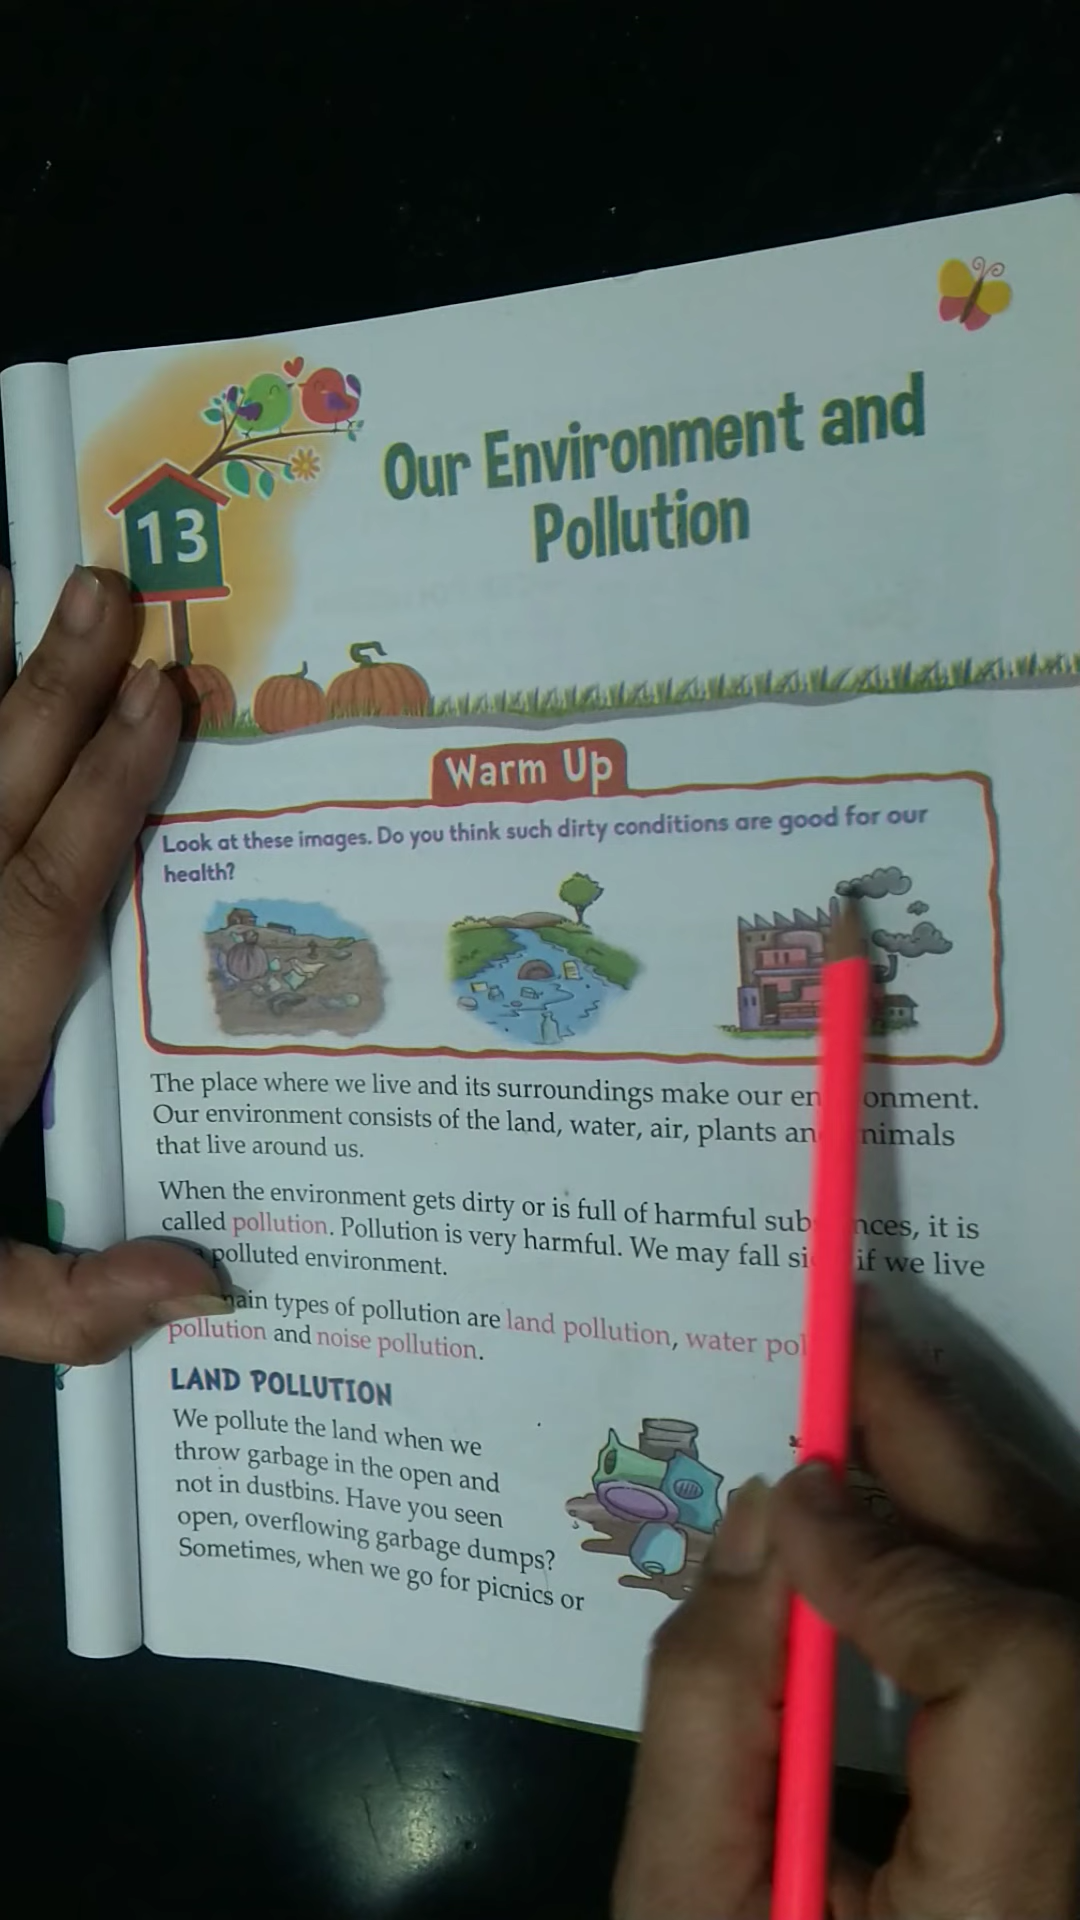 13
Our Environment and
Pollution
Warm Up
Look at these images. Do you think such dirty conditions are good for our
health?
The place where we live and its surroundings make our en onment.
Our environment consists of the land, water, air, plants an nimals
that live around us.
When the environment gets dirty or is full of harmful sub nces, it is
called pollution. Pollution is very harmful. We may fall si if we live
polluted environment.
main types of pollution are land pollution, water pol
pollution and noise pollution.
LAND POLLUTION
We pollute the land when we
throw garbage in the open and
not in dustbins. Have you seen
open, overflowing garbage dumps?
Sometimes, when we go for picnics or